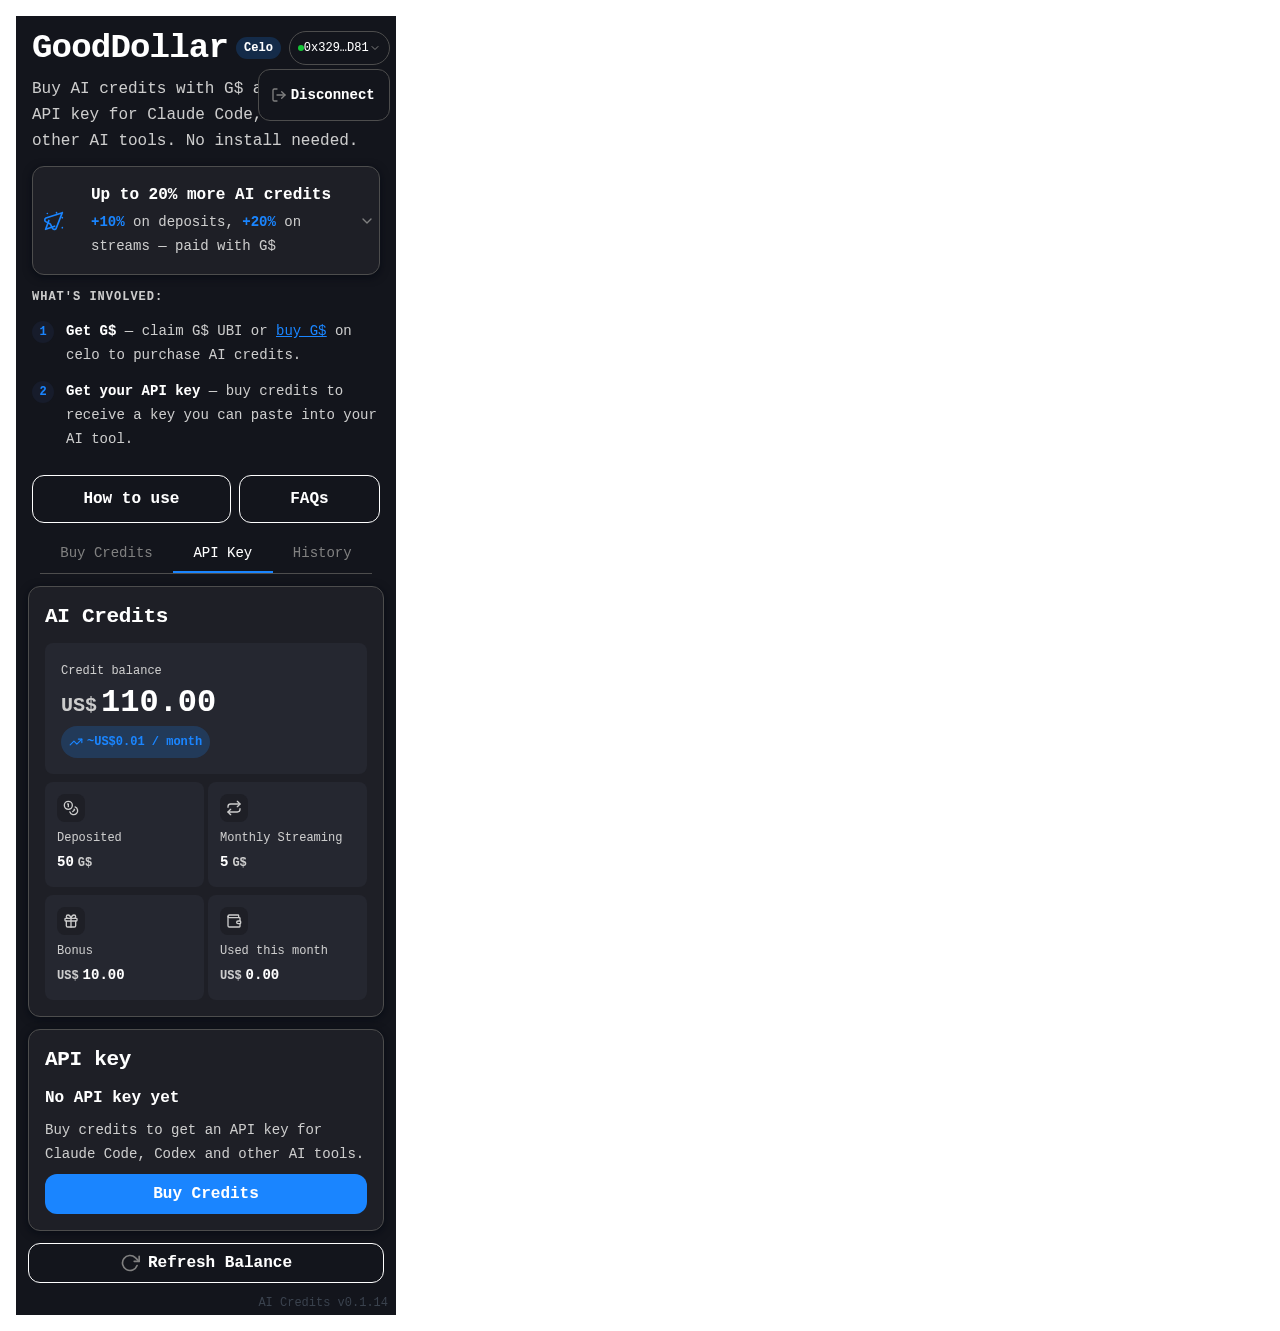 GoodDollar Celo 0x329…D81
Disconnect
Buy AI credits with G$
API key for Claude Code,
other AI tools. No install needed.
Up to 20% more AI credits
+10% on deposits, +20% on
streams — paid with G$
WHAT'S INVOLVED:
1 Get G$ — claim G$ UBI or buy G$ on
celo to purchase AI credits.
2 Get your API key — buy credits to
receive a key you can paste into your
AI tool.
How to use FAQs
Buy Credits API Key History
AI Credits
Credit balance
US$ 110.00
~US$0.01 / month
Deposited
50 G$
Monthly Streaming
5 G$
Bonus
US$ 10.00
Used this month
US$ 0.00
API key
No API key yet
Buy credits to get an API key for
Claude Code, Codex and other AI tools.
Buy Credits
Refresh Balance
AI Credits v0.1.14